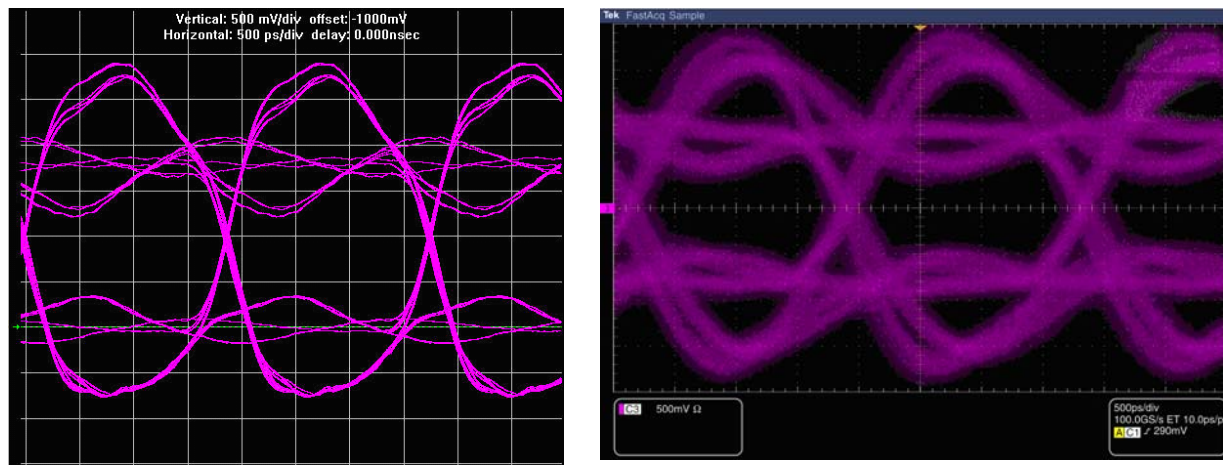 Vertical: 500 mV/div offset: -1000mV
Horizontal: 500 ps/div delay: 0.000nsec
Tek FastAcq Sample
C3 500mV Ω
500ps/div
100.0GS/s ET 10.0ps/p
A C1 290mV